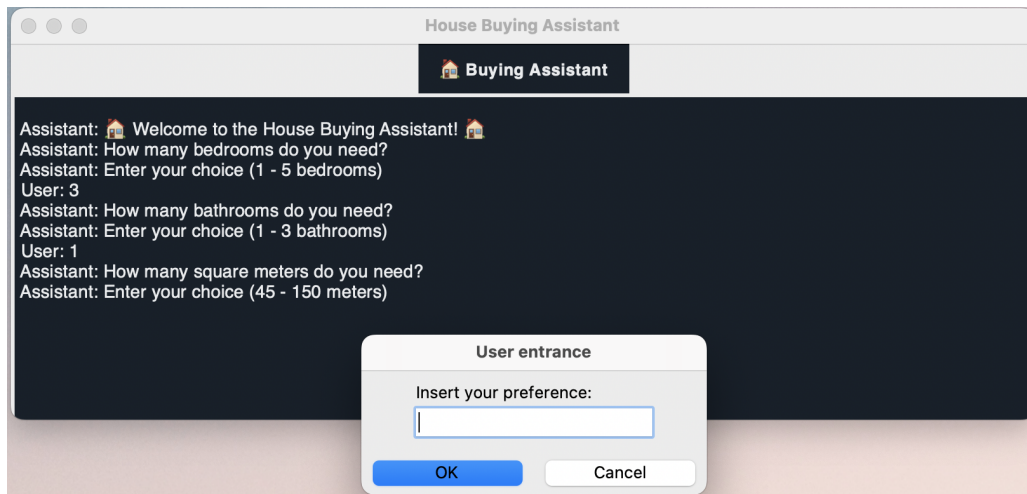 House Buying Assistant
🏠 Buying Assistant
Assistant: 🏠 Welcome to the House Buying Assistant! 🏠
Assistant: How many bedrooms do you need?
Assistant: Enter your choice (1 - 5 bedrooms)
User: 3
Assistant: How many bathrooms do you need?
Assistant: Enter your choice (1 - 3 bathrooms)
User: 1
Assistant: How many square meters do you need?
Assistant: Enter your choice (45 - 150 meters)
User entrance
Insert your preference:
OK Cancel